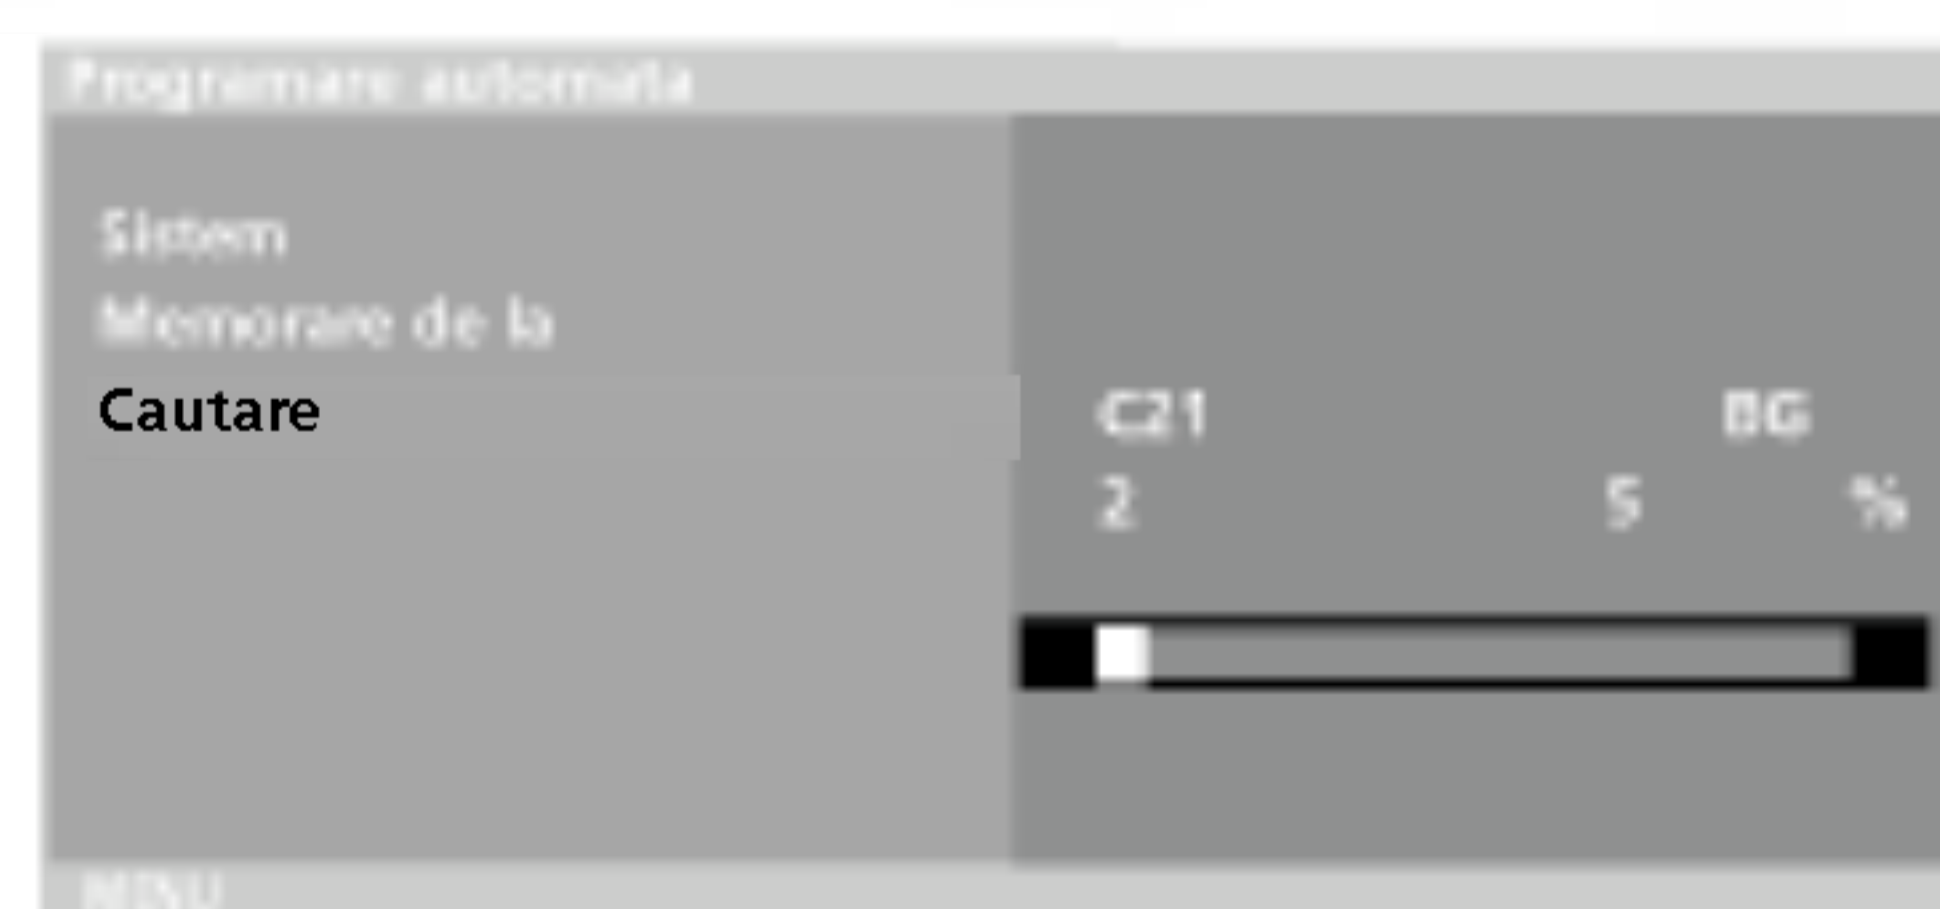 Programare automata
Sistem
Memorare de la
Cautare C21 BG
2 5 %
MENU